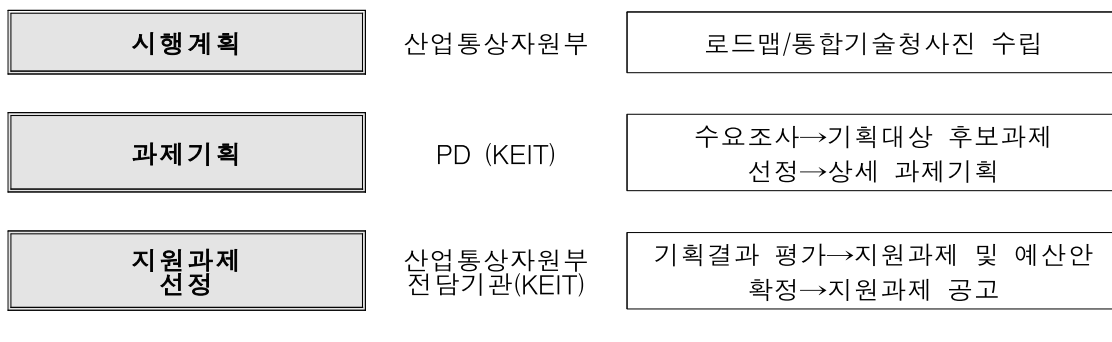 시행계획
산업통상자원부
로드맵/통합기술청사진 수립
과제기획
PD (KEIT)
수요조사→기획대상 후보과제
선정→상세 과제기획
지원과제
선정
산업통상자원부
전담기관(KEIT)
기획결과 평가→지원과제 및 예산안
확정→지원과제 공고